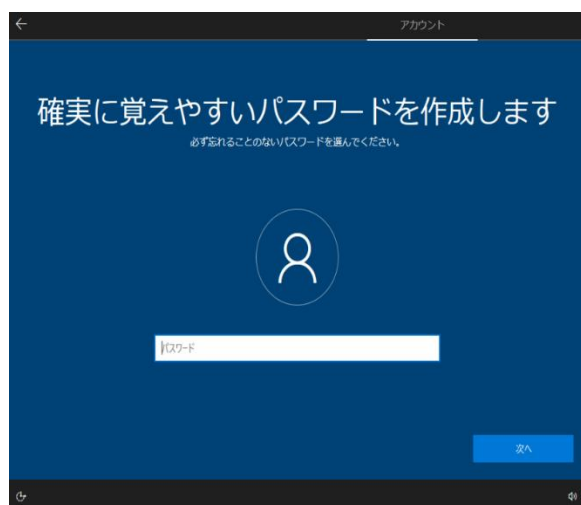 アカウント
確実に覚えやすいパスワードを作成します
必ず忘れることのないパスワードを選んでください。
パスワード
次へ